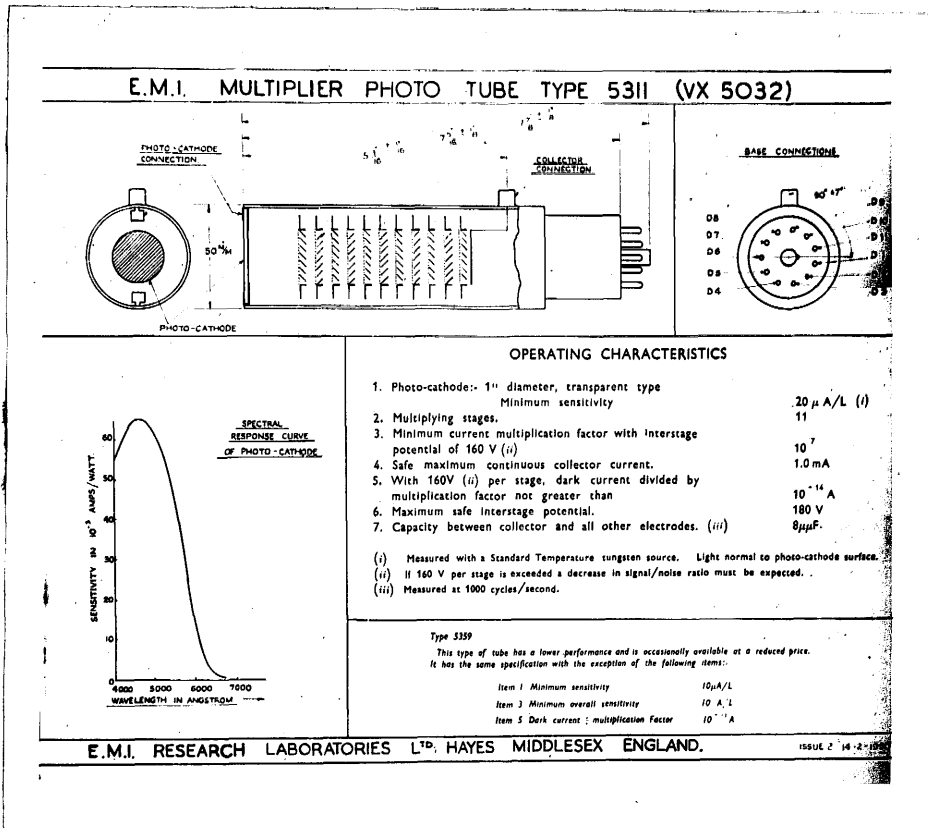 E.M.I. MULTIPLIER PHOTO TUBE TYPE 5311 (VX 5032)
PHOTO-CATHODE
CONNECTION
COLLECTOR
CONNECTION
50 M/M
PHOTO-CATHODE
BASE CONNECTIONS
D8
D7
D6
D5
D4
D9
D10
SPECTRAL
RESPONSE CURVE
OF PHOTO-CATHODE
SENSITIVITY IN 10⁻³ AMPS/WATT.
60
50
40
30
20
10
0
4000 5000 6000 7000
WAVELENGTH IN ANGSTROM
OPERATING CHARACTERISTICS
1. Photo-cathode:- 1" diameter, transparent type
Minimum sensitivity 20 μ A/L (i)
2. Multiplying stages. 11
3. Minimum current multiplication factor with interstage
potential of 160 V (ii) 10⁷
4. Safe maximum continuous collector current. 1.0 mA
5. With 160V (ii) per stage, dark current divided by
multiplication factor not greater than 10⁻¹⁴ A
6. Maximum safe interstage potential. 180 V
7. Capacity between collector and all other electrodes. (iii) 8μμF.
(i) Measured with a Standard Temperature tungsten source. Light normal to photo-cathode surface.
(ii) If 160 V per stage is exceeded a decrease in signal/noise ratio must be expected.
(iii) Measured at 1000 cycles/second.
Type 5359
This type of tube has a lower performance and is occasionally available at a reduced price.
It has the same specification with the exception of the following items:-
Item 1 Minimum sensitivity 10μA/L
Item 3 Minimum overall sensitivity 10 A/L
Item 5 Dark current : multiplication Factor A
E.M.I. RESEARCH LABORATORIES LTD. HAYES MIDDLESEX ENGLAND.
ISSUE 2 14-2-